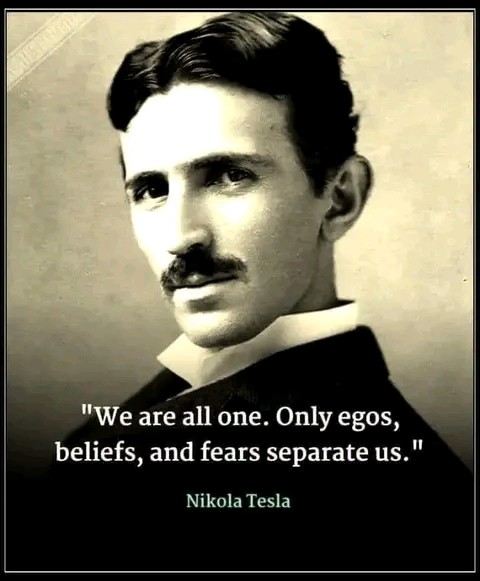 "We are all one. Only egos,
beliefs, and fears separate us."
Nikola Tesla